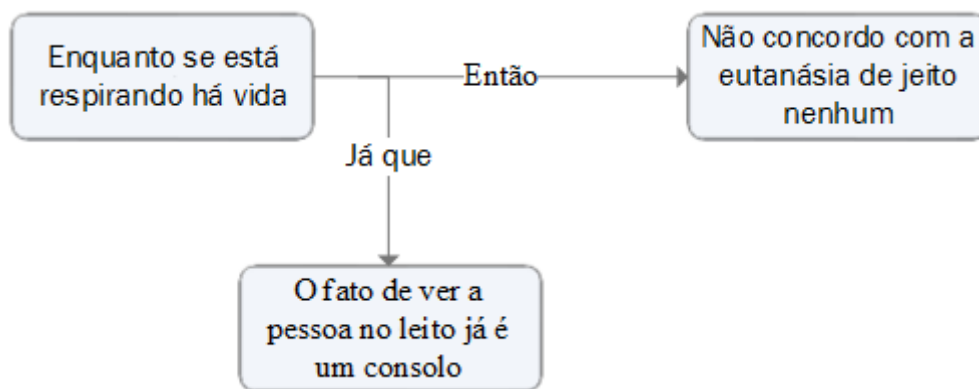 Enquanto se está
respirando há vida
Então
Não concordo com a
eutanásia de jeito
nenhum
Já que
O fato de ver a
pessoa no leito já é
um consolo